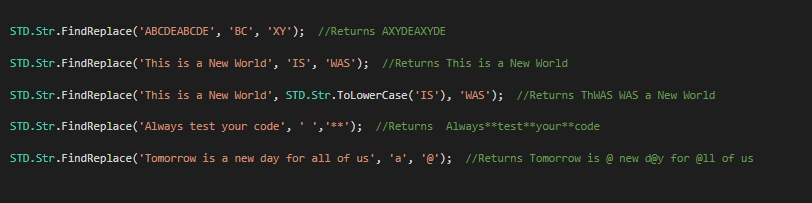 STD.Str.FindReplace('ABCDEABCDE', 'BC', 'XY');  //Returns AXYDEAXYDE
STD.Str.FindReplace('This is a New World', 'IS', 'WAS');  //Returns This is a New World
STD.Str.FindReplace('This is a New World', STD.Str.ToLowerCase('IS'), 'WAS');  //Returns ThWAS WAS a New World
STD.Str.FindReplace('Always test your code', ' ','**');  //Returns  Always**test**your**code
STD.Str.FindReplace('Tomorrow is a new day for all of us', 'a', '@');  //Returns Tomorrow is @ new d@y for @ll of us